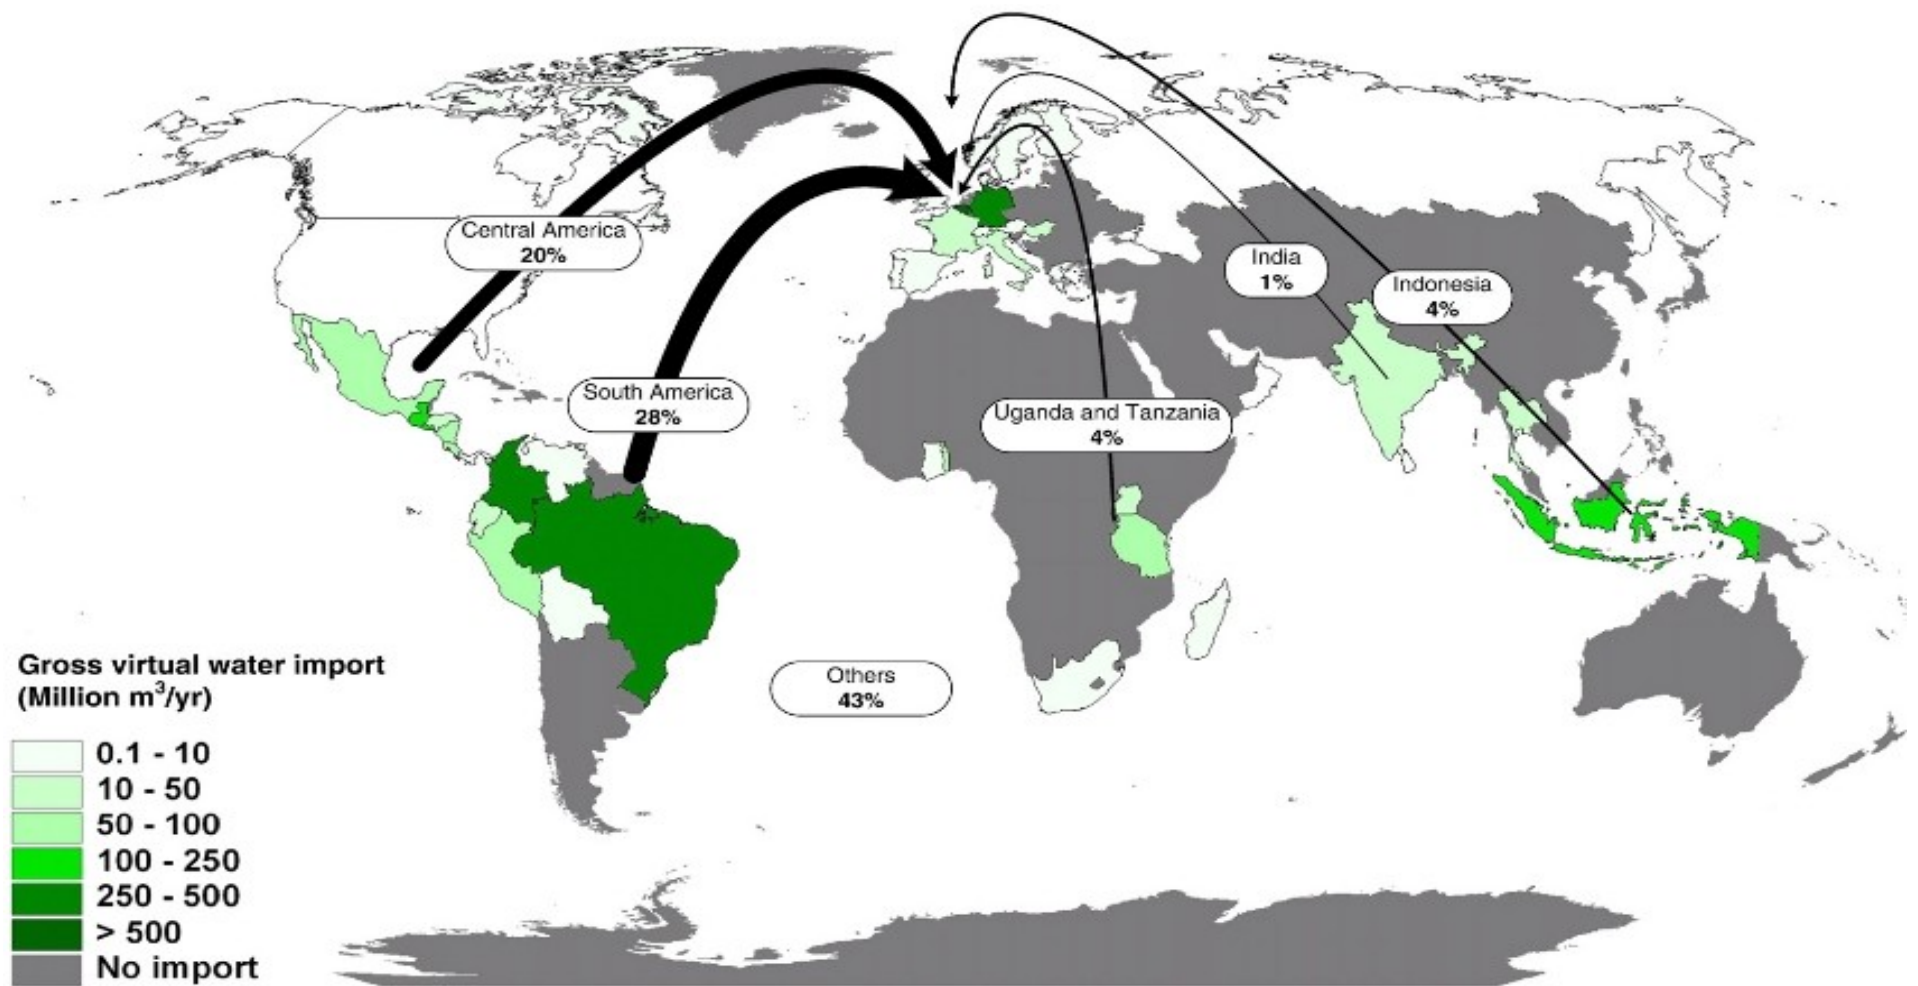 Central America
20%
South America
28%
India
1%
Indonesia
4%
Uganda and Tanzania
4%
Others
43%
Gross virtual water import
(Million m³/yr)
0.1 - 10
10 - 50
50 - 100
100 - 250
250 - 500
> 500
No import